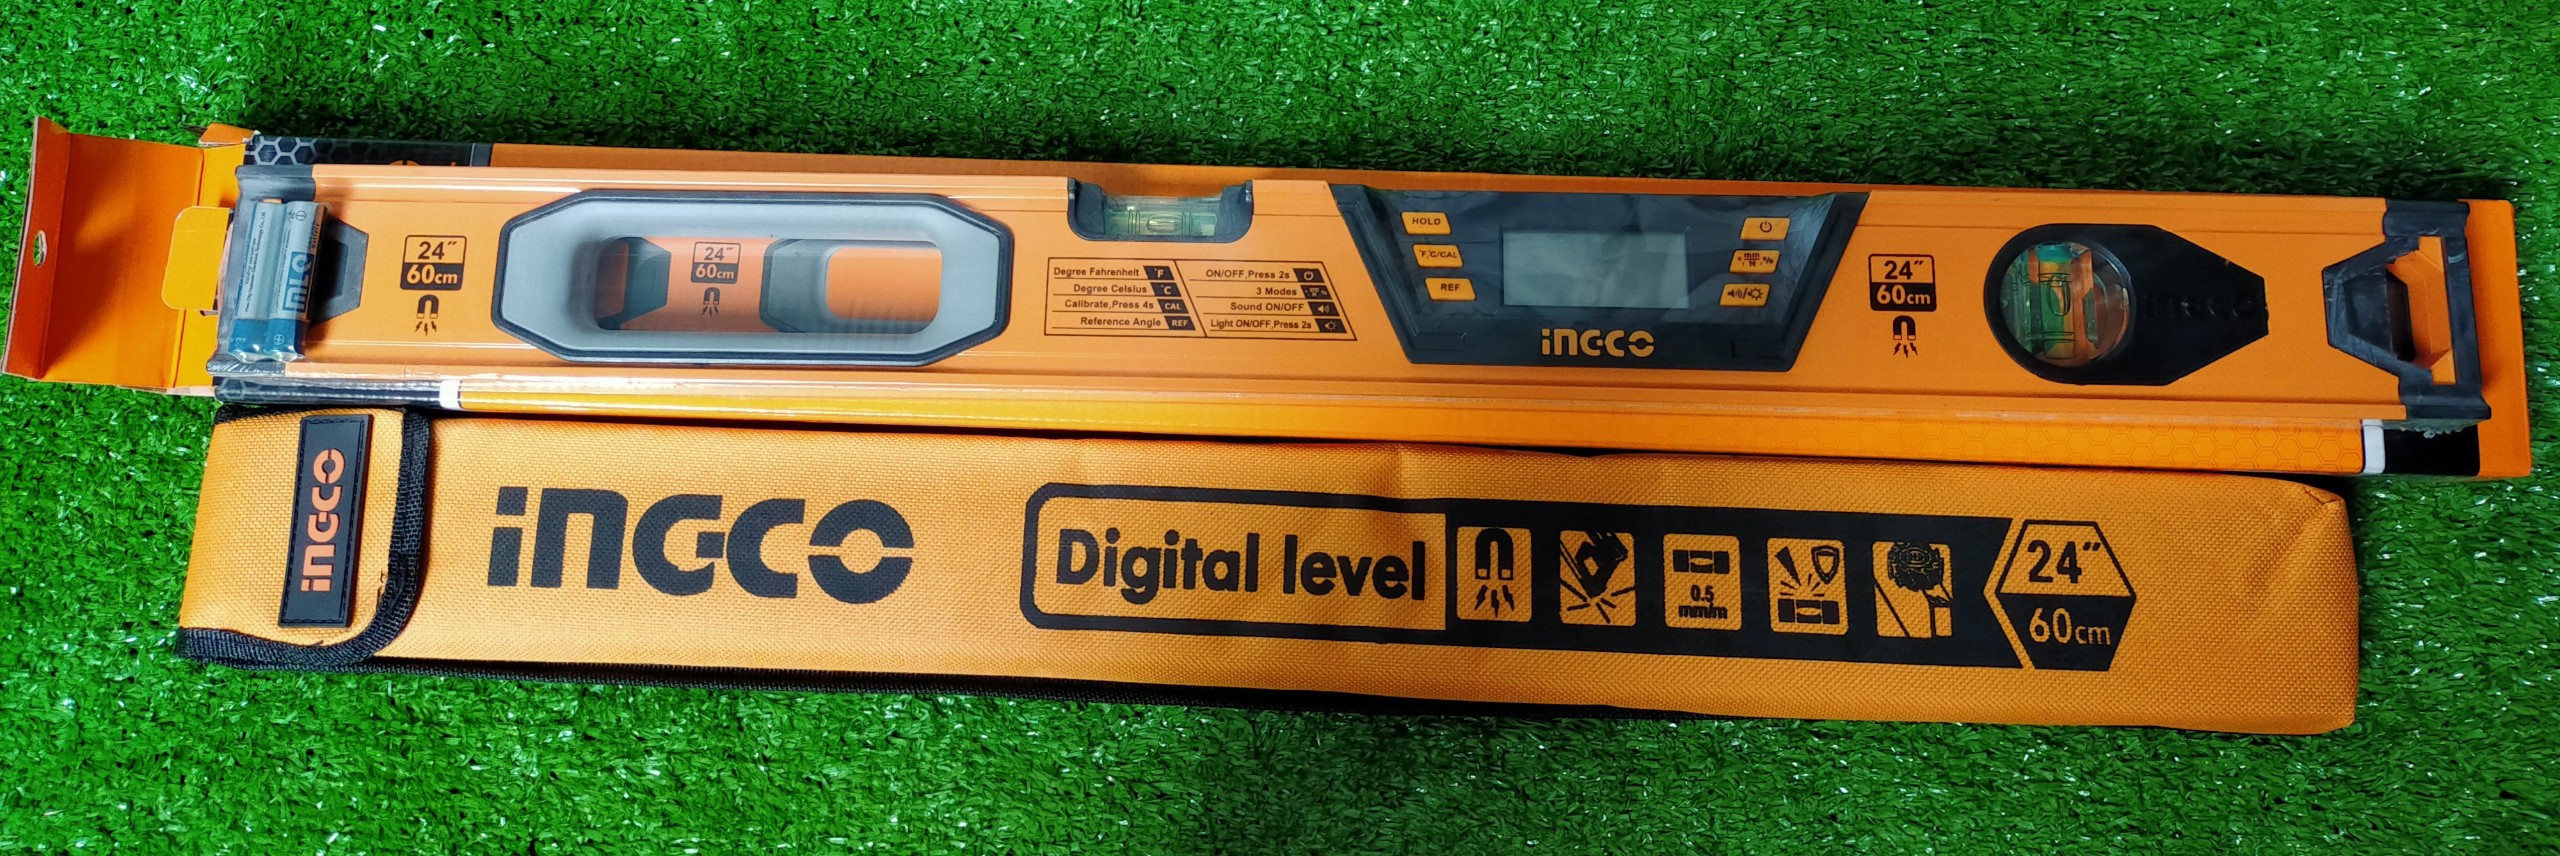 24"
60cm
24"
60cm
Degree Fahrenheit °F
Degree Celsius °C
Calibrate,Press 4s CAL
Reference Angle REF
ON/OFF,Press 2s
3 Modes
Sound ON/OFF
Light ON/OFF,Press 2s
HOLD
°F,°C/CAL
REF
mm/M %
INGCO
24"
60cm
INGCO
INGCO
INGCO
Digital level
0.5
mm/m
24"
60cm